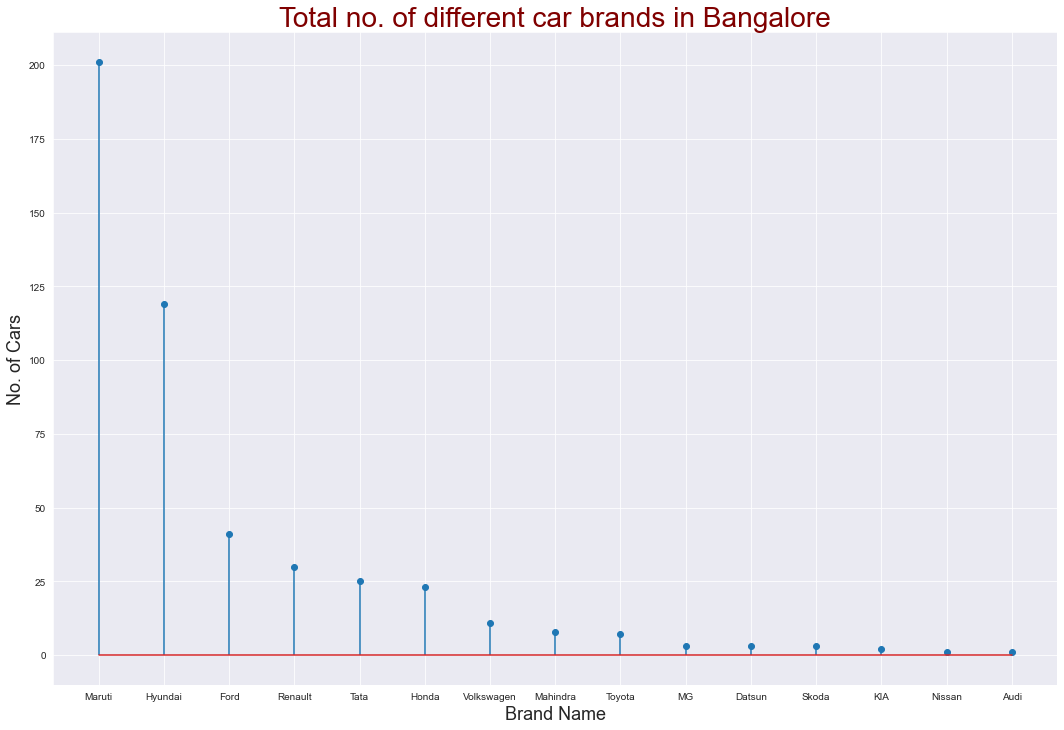 Total no. of different car brands in Bangalore
200
175
150
125
100
75
50
25
0
No. of Cars
Maruti Hyundai Ford Renault Tata Honda Volkswagen Mahindra Toyota MG Datsun Skoda KIA Nissan Audi
Brand Name